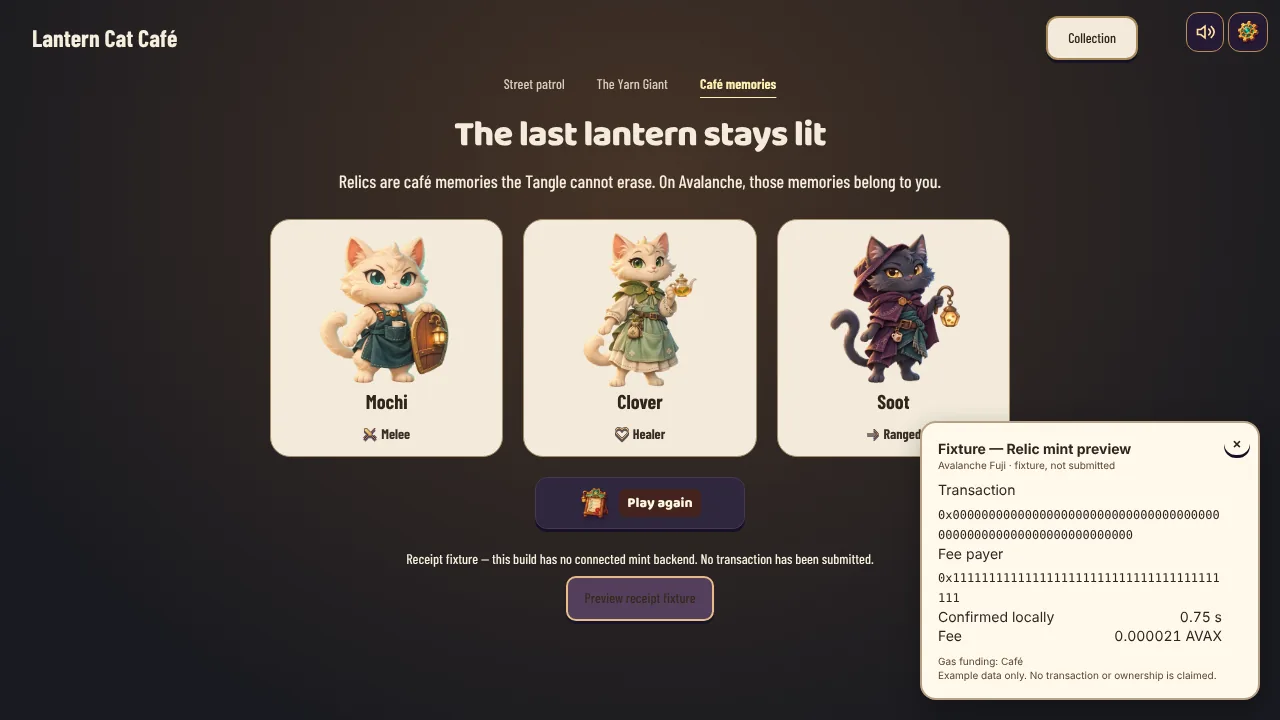 Lantern Cat Café
Collection
Street patrol
The Yarn Giant
Café memories
The last lantern stays lit
Relics are café memories the Tangle cannot erase. On Avalanche, those memories belong to you.
Mochi
Melee
Clover
Healer
Soot
Ranged
Play again
Receipt fixture — this build has no connected mint backend. No transaction has been submitted.
Preview receipt fixture
Fixture — Relic mint preview
×
Avalanche Fuji · fixture, not submitted
Transaction
0x0000000000000000000000000000000000000
000000000000000000000000000
Fee payer
0x1111111111111111111111111111111111111
111
Confirmed locally 0.75 s
Fee 0.000021 AVAX
Gas funding: Café
Example data only. No transaction or ownership is claimed.